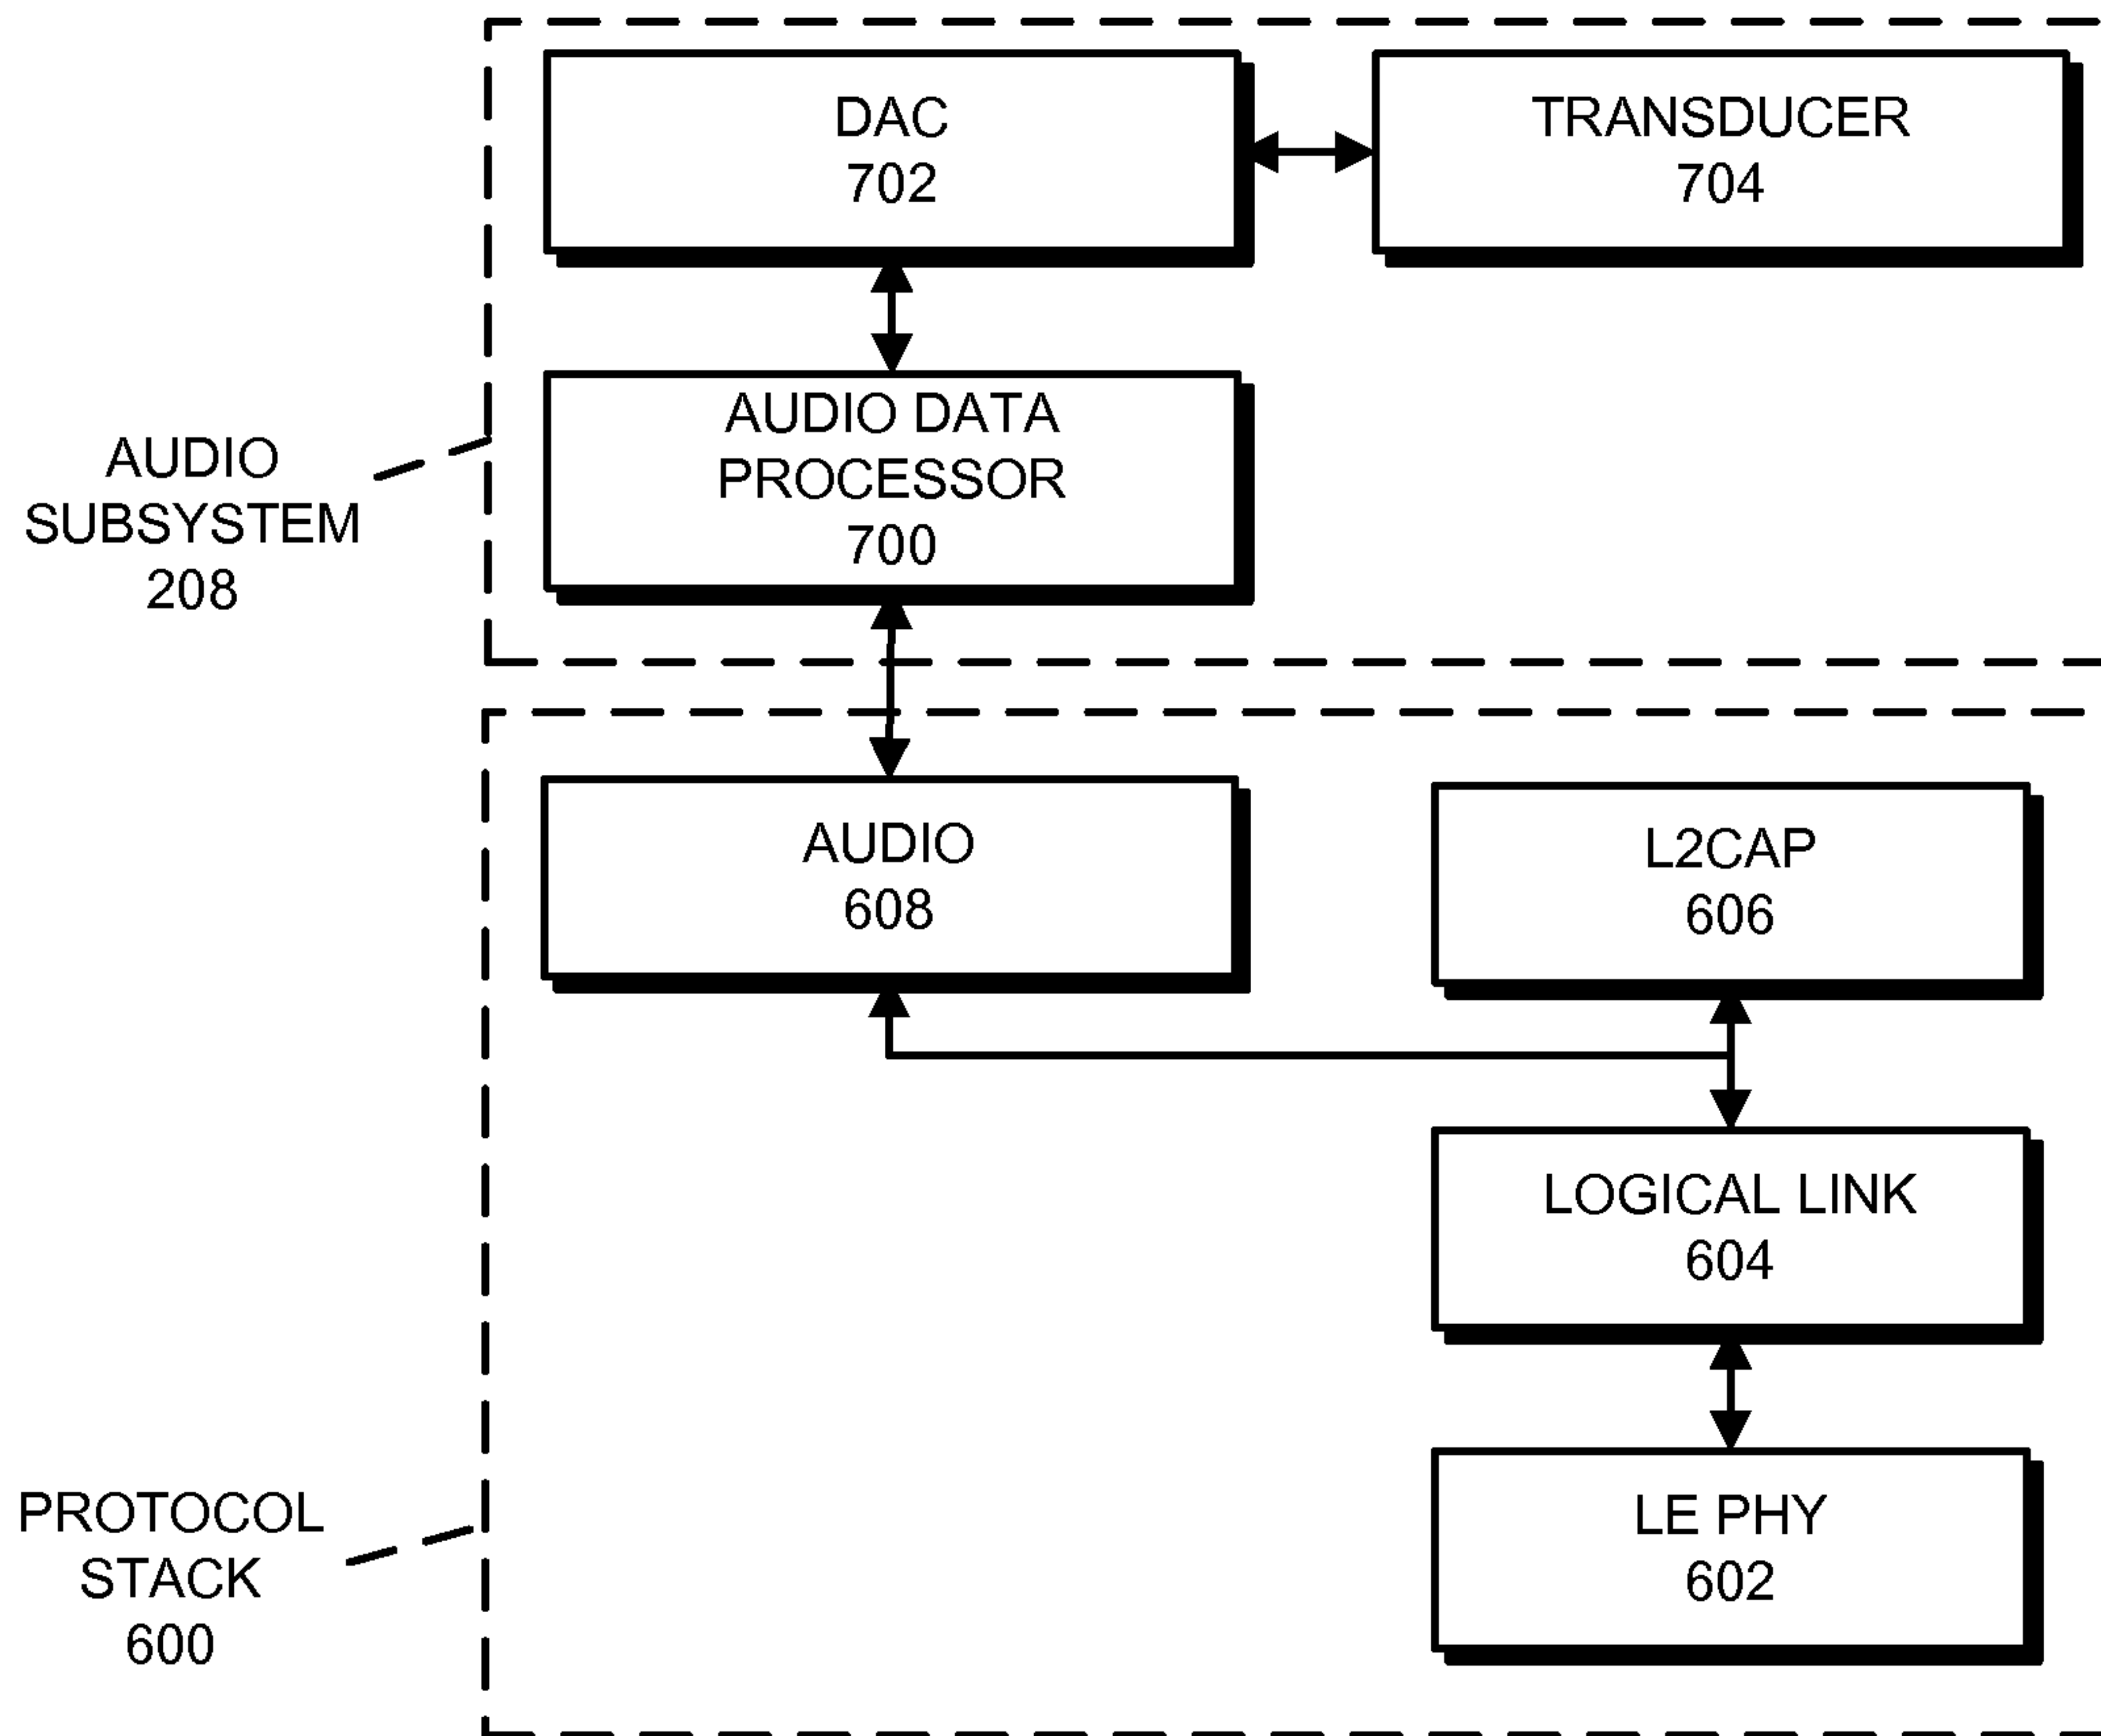 DAC
702
TRANSDUCER
704
AUDIO DATA
PROCESSOR
700
AUDIO
SUBSYSTEM
208
AUDIO
608
L2CAP
606
LOGICAL LINK
604
LE PHY
602
PROTOCOL
STACK
600